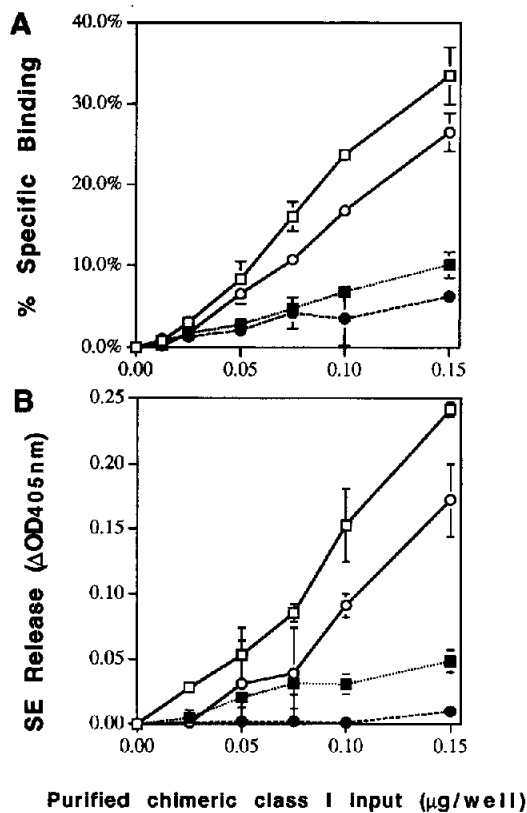 A
40.0%
30.0%
20.0%
10.0%
0.0%
% Specific Binding
0.00 0.05 0.10 0.15
B
0.25
0.20
0.15
0.10
0.05
0.00
SE Release (ΔOD405nm)
0.00 0.05 0.10 0.15
Purified chimeric class I input (μg/well)